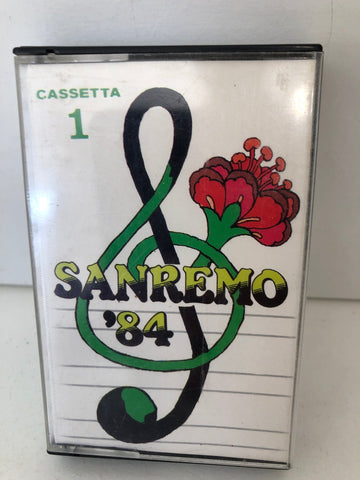 CASSETTA
1
SANREMO
'84